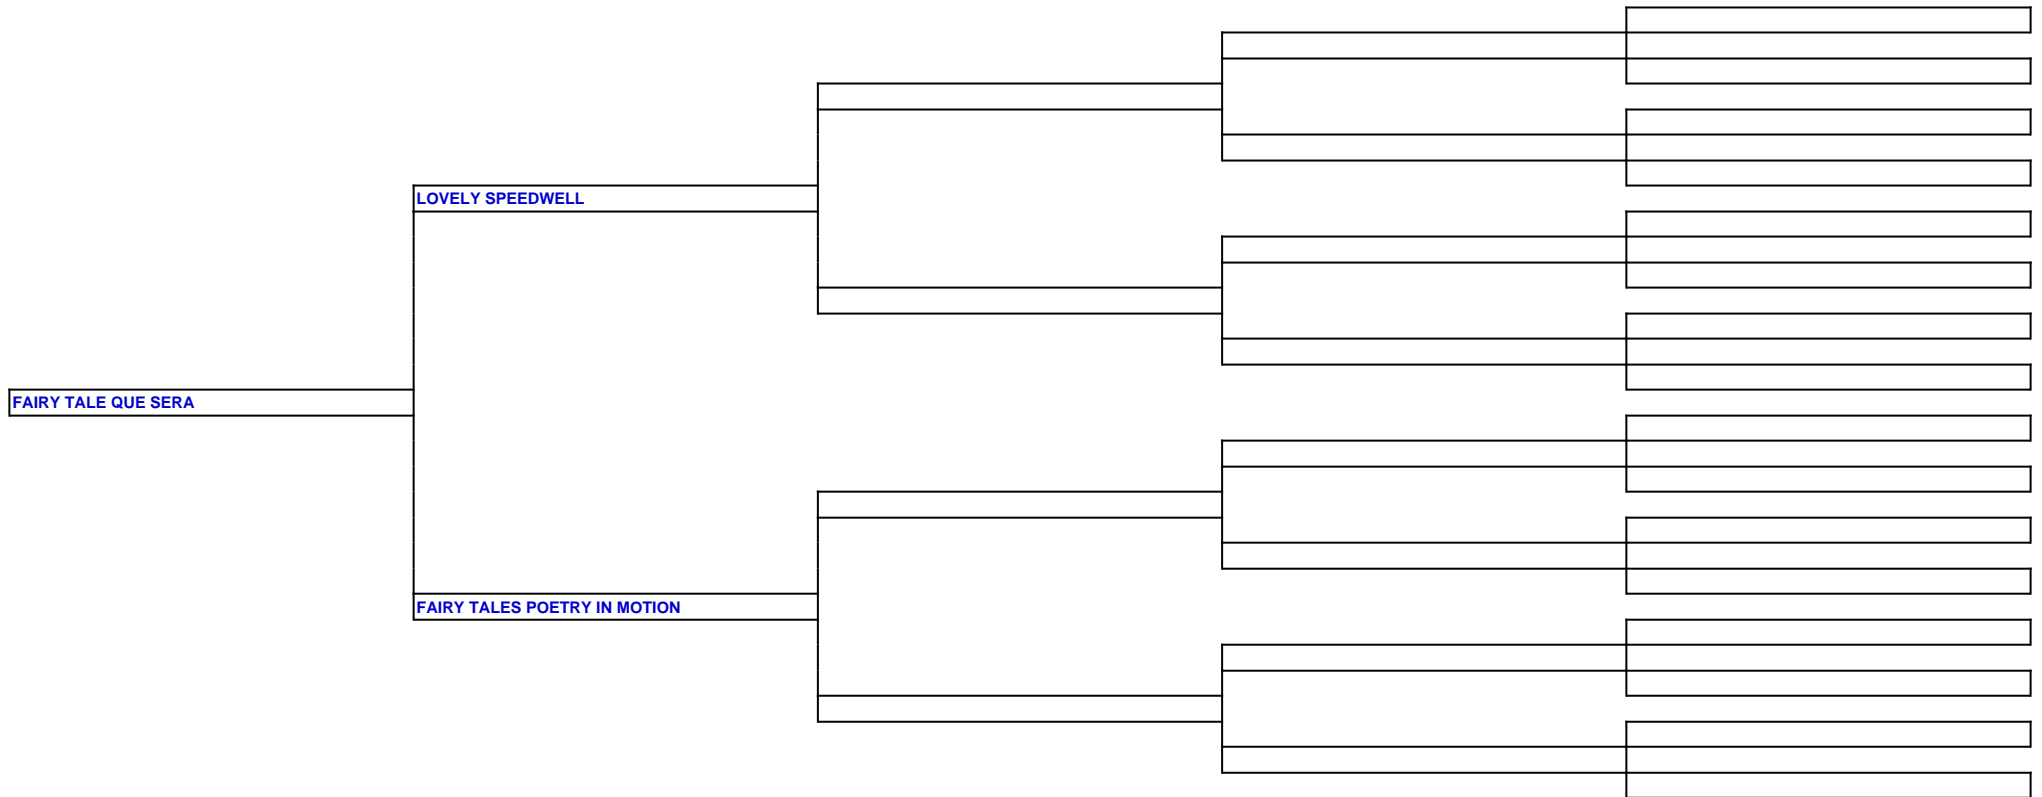 LOVELY SPEEDWELL
FAIRY TALE QUE SERA
FAIRY TALES POETRY IN MOTION